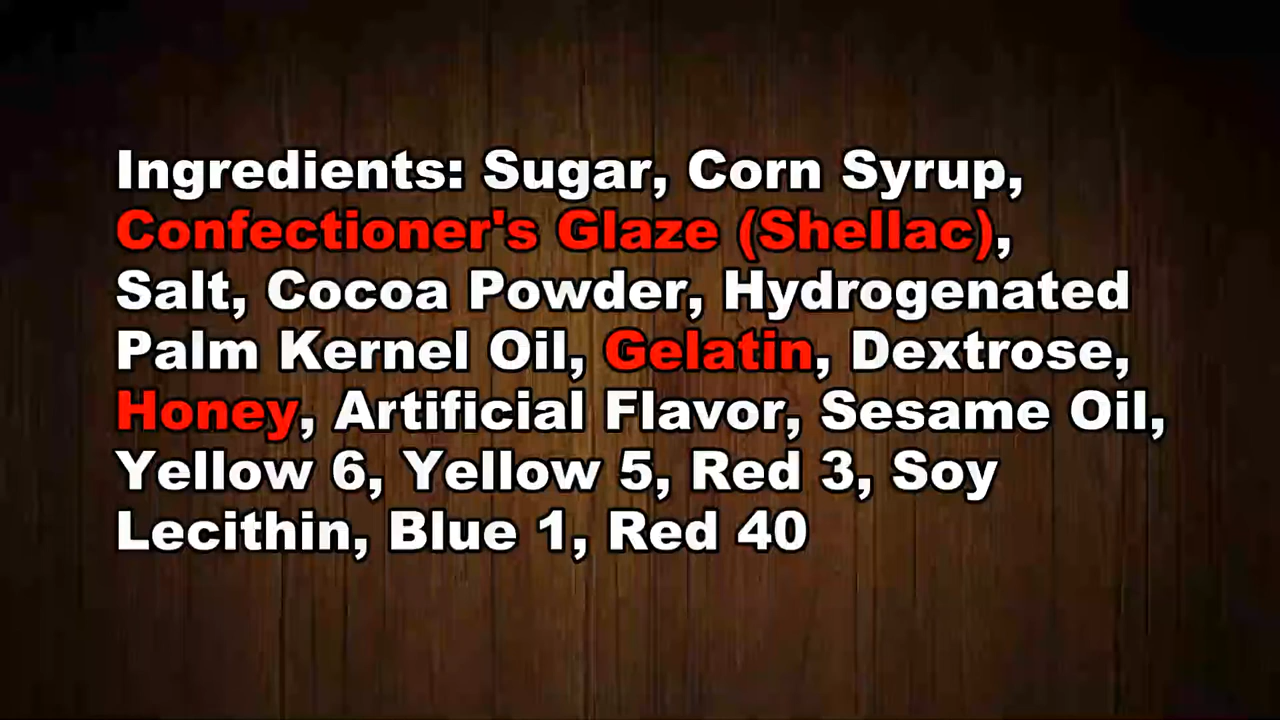 Ingredients: Sugar, Corn Syrup,
Confectioner's Glaze (Shellac),
Salt, Cocoa Powder, Hydrogenated
Palm Kernel Oil, Gelatin, Dextrose,
Honey, Artificial Flavor, Sesame Oil,
Yellow 6, Yellow 5, Red 3, Soy
Lecithin, Blue 1, Red 40